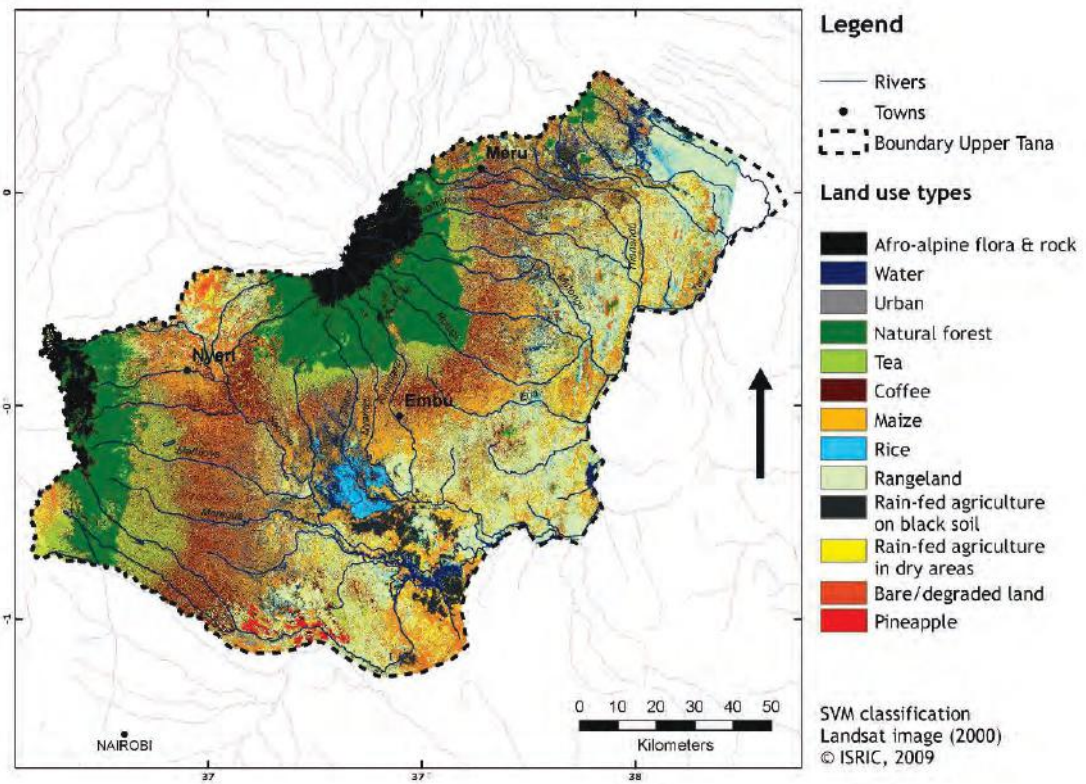 Legend
Rivers
Towns
Boundary Upper Tana
Land use types
Afro-alpine flora & rock
Water
Urban
Natural forest
Tea
Coffee
Maize
Rice
Rangeland
Rain-fed agriculture
on black soil
Rain-fed agriculture
in dry areas
Bare/degraded land
Pineapple
SVM classification
Landsat image (2000)
© ISRIC, 2009
Meru
Nyeri
Embu
Ena
NAIROBI
0 10 20 30 40 50
Kilometers
0
-1
37
37
38